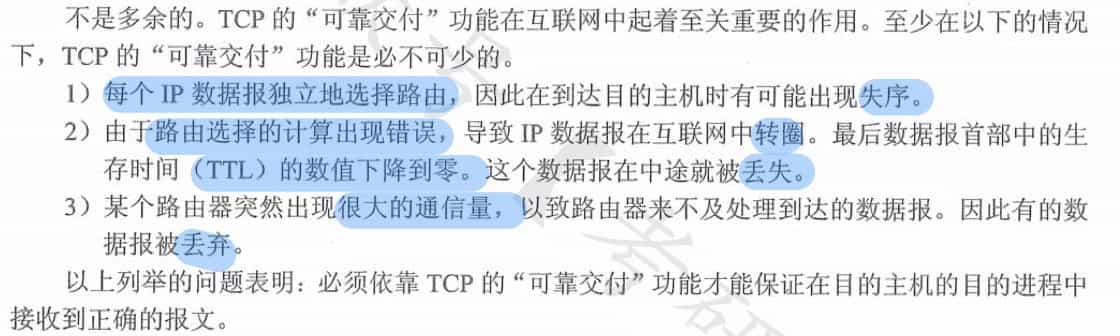 不是多余的。TCP 的“可靠交付”功能在互联网中起着至关重要的作用。至少在以下的情况
下，TCP 的“可靠交付”功能是必不可少的。
1）每个 IP 数据报独立地选择路由，因此在到达目的主机时有可能出现失序。
2）由于路由选择的计算出现错误，导致 IP 数据报在互联网中转圈。最后数据报首部中的生
存时间（TTL）的数值下降到零。这个数据报在中途就被丢失。
3）某个路由器突然出现很大的通信量，以致路由器来不及处理到达的数据报。因此有的数
据报被丢弃。
以上列举的问题表明：必须依靠 TCP 的“可靠交付”功能才能保证在目的主机的目的进程中
接收到正确的报文。